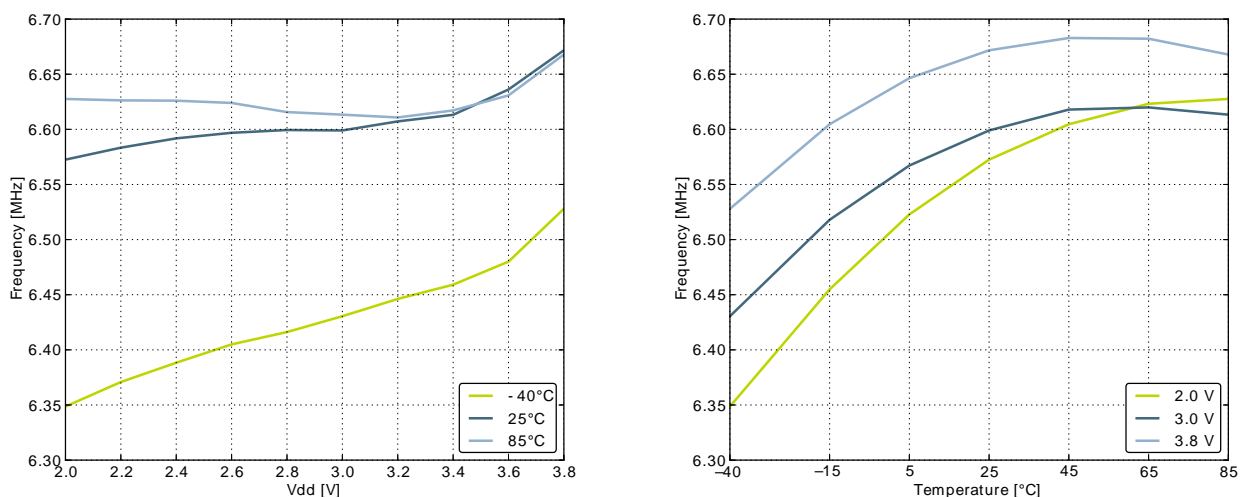 6.70
6.65
6.60
6.55
6.50
6.45
6.40
6.35
6.30
Frequency [MHz]
2.0 2.2 2.4 2.6 2.8 3.0 3.2 3.4 3.6 3.8
Vdd [V]
- 40°C
25°C
85°C
6.70
6.65
6.60
6.55
6.50
6.45
6.40
6.35
6.30
Frequency [MHz]
–40 –15 5 25 45 65 85
Temperature [°C]
2.0 V
3.0 V
3.8 V